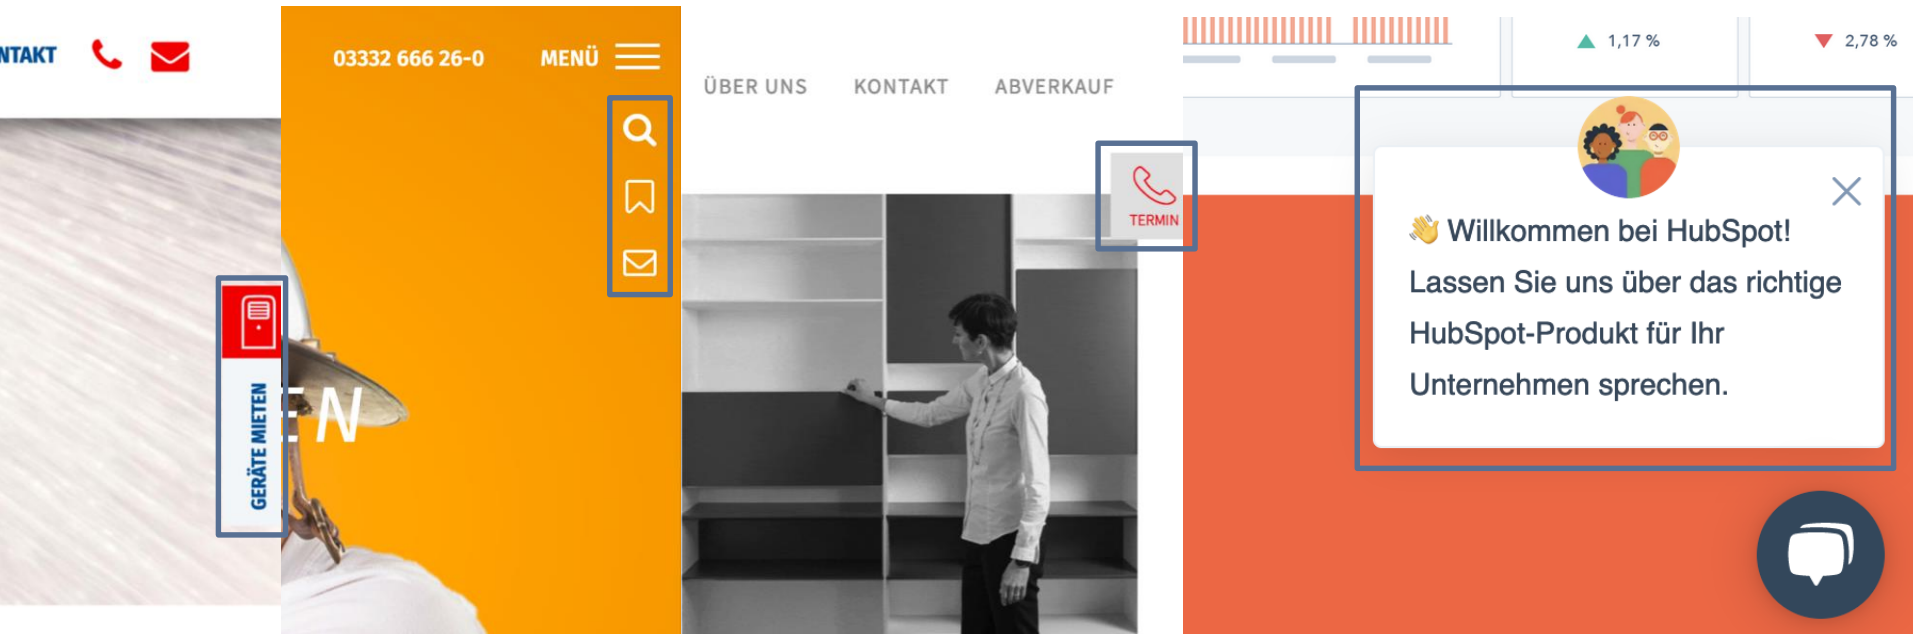 NTAKT
GERÄTE MIETEN
03332 666 26-0
MENÜ
EN
ÜBER UNS
KONTAKT
ABVERKAUF
TERMIN
1,17 %
2,78 %
👋 Willkommen bei HubSpot!
Lassen Sie uns über das richtige
HubSpot-Produkt für Ihr
Unternehmen sprechen.